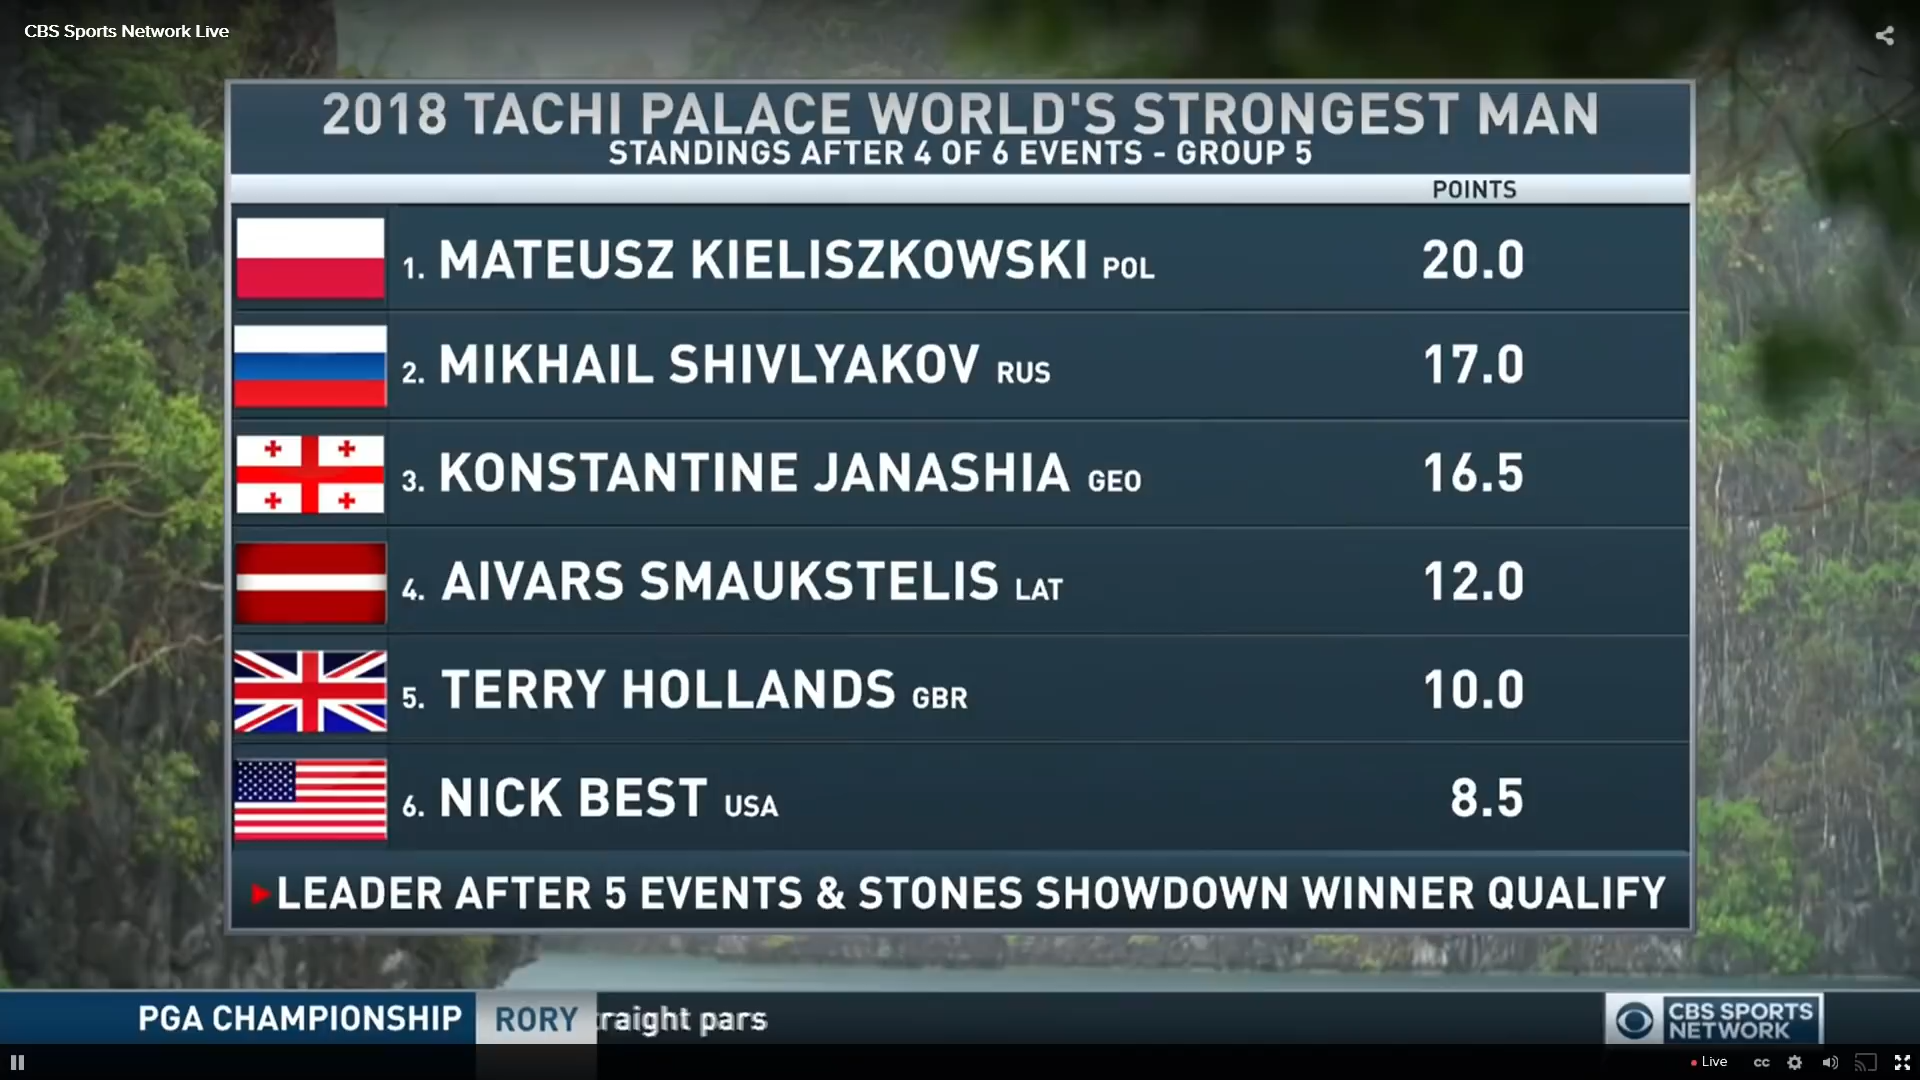 CBS Sports Network Live
2018 TACHI PALACE WORLD'S STRONGEST MAN
STANDINGS AFTER 4 OF 6 EVENTS - GROUP 5
POINTS
1. MATEUSZ KIELISZKOWSKI POL 20.0
2. MIKHAIL SHIVLYAKOV RUS 17.0
3. KONSTANTINE JANASHIA GEO 16.5
4. AIVARS SMAUKSTELIS LAT 12.0
5. TERRY HOLLANDS GBR 10.0
6. NICK BEST USA 8.5
LEADER AFTER 5 EVENTS & STONES SHOWDOWN WINNER QUALIFY
PGA CHAMPIONSHIP RORY raight pars
CBS SPORTS
NETWORK
Live CC